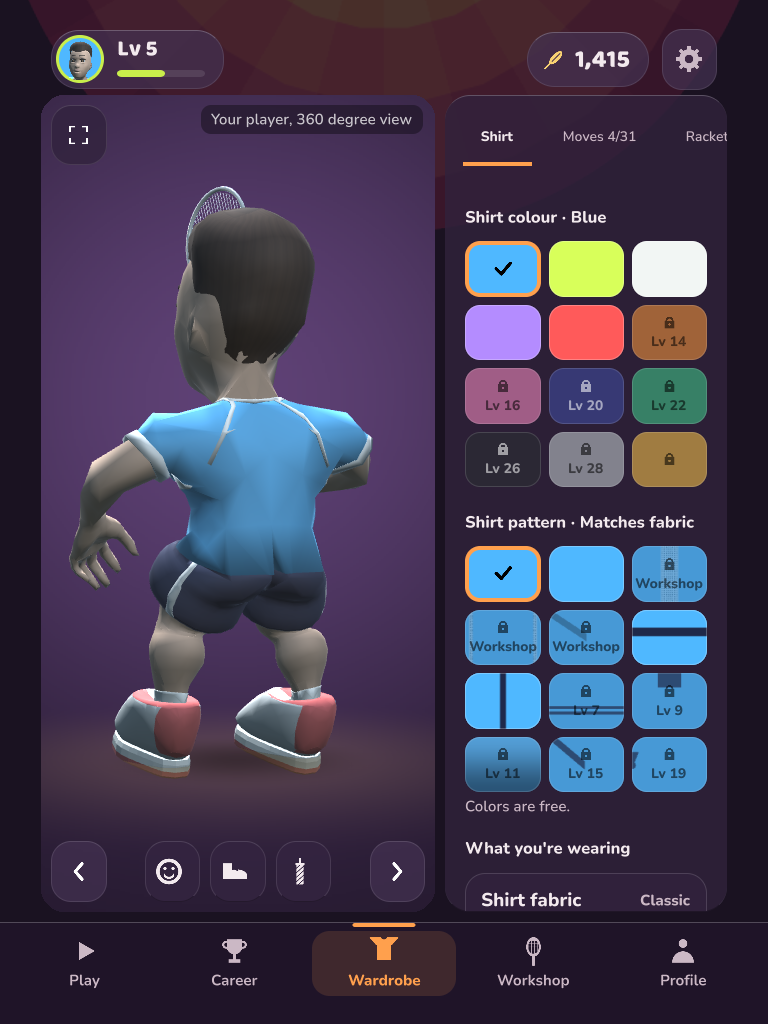 Lv 5
1,415
Your player, 360 degree view
Shirt
Moves 4/31
Racket
Shirt colour · Blue
Lv 14
Lv 16
Lv 20
Lv 22
Lv 26
Lv 28
Shirt pattern · Matches fabric
Workshop
Workshop
Workshop
Lv 7
Lv 9
Lv 11
Lv 15
Lv 19
Colors are free.
What you're wearing
Shirt fabric
Classic
Play
Career
Wardrobe
Workshop
Profile